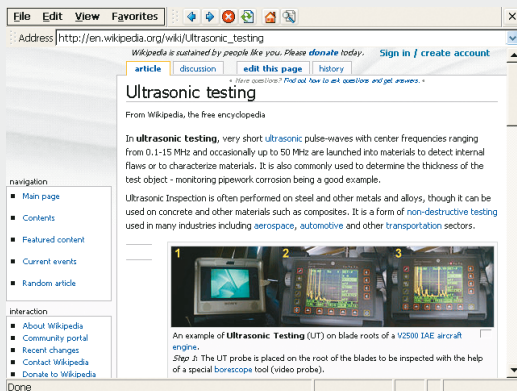 File Edit View Favorites
Address http://en.wikipedia.org/wiki/Ultrasonic_testing
Wikipedia is sustained by people like you. Please donate today. Sign in / create account
article discussion edit this page history
• Have questions? Find out how to ask questions and get answers. •
Ultrasonic testing
From Wikipedia, the free encyclopedia
In ultrasonic testing, very short ultrasonic pulse-waves with center frequencies ranging
from 0.1-15 MHz and occasionally up to 50 MHz are launched into materials to detect internal
flaws or to characterize materials. It is also commonly used to determine the thickness of the
test object - monitoring pipework corrosion being a good example.
Ultrasonic Inspection is often performed on steel and other metals and alloys, though it can be
used on concrete and other materials such as composites. It is a form of non-destructive testing
used in many industries including aerospace, automotive and other transportation sectors.
navigation
Main page
Contents
Featured content
Current events
Random article
interaction
About Wikipedia
Community portal
Recent changes
Contact Wikipedia
Donate to Wikipedia
1 2 3
An example of Ultrasonic Testing (UT) on blade roots of a V2500 IAE aircraft
engine.
Step 1: The UT probe is placed on the root of the blades to be inspected with the help
of a special borescope tool (video probe).
Done